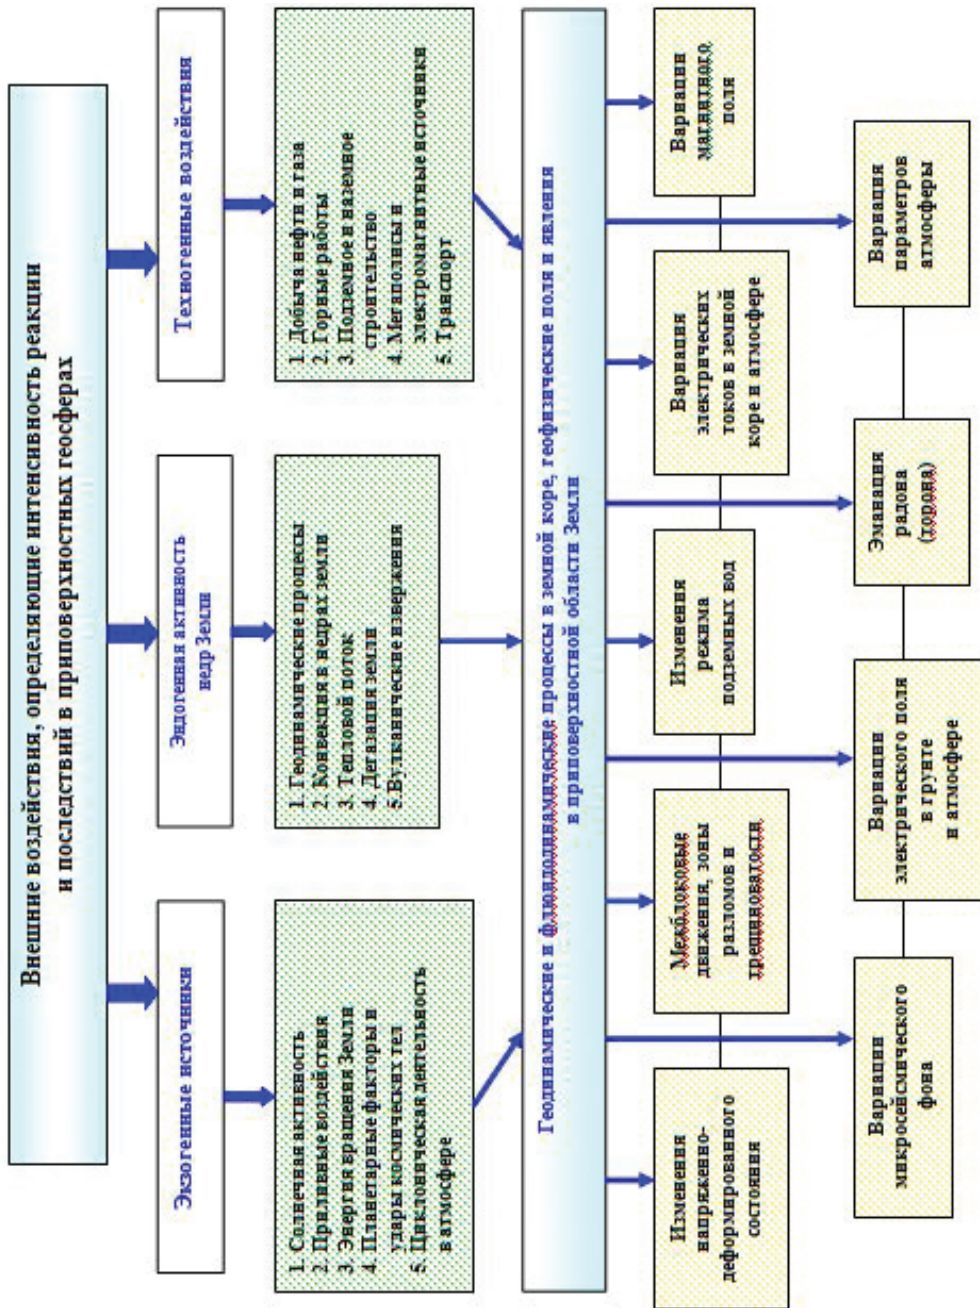 Внешние воздействия, определяющие интенсивность реакции
и последствий в приповерхностных геосферах
Экзогенные источники
Эндогенная активность
недр Земли
Техногенные воздействия
1. Солнечная активность
2. Приливные воздействия
3. Энергия вращения Земли
4. Планетарные факторы и
удары космических тел
5. Циклоническая деятельность
в атмосфере
1. Геодинамические процессы
2. Конвекция в недрах земли
3. Тепловой поток
4. Дегазация земли
5.Вулканические извержения
1. Добыча нефти и газа
2. Горные работы
3. Подземное и наземное
строительство
4. Мегаполисы и
электромагнитные источники
5. Транспорт
Геодинамические и флюидодинамические процессы в земной коре, геофизические поля и явления
в приповерхностной области Земли
Изменения
напряженно-
деформированного
состояния
Межблоковые
движения, зоны
разломов и
трещиноватости
Изменения
режима
подземных вод
Вариации
электрических
токов в земной
коре и атмосфере
Вариации
магнитного
поля
Вариации
микросейсмического
фона
Вариации
электрического поля
в грунте
и атмосфере
Эманация
радона
(торона)
Вариация
параметров
атмосферы